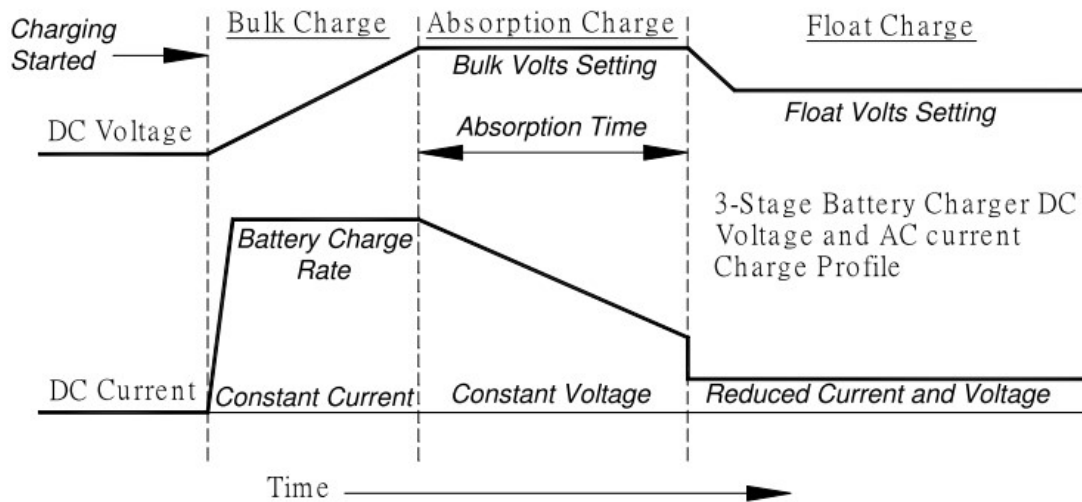 Charging
Started
Bulk Charge
Absorption Charge
Float Charge
Bulk Volts Setting
DC Voltage
Absorption Time
Float Volts Setting
Battery Charge
Rate
3-Stage Battery Charger DC
Voltage and AC current
Charge Profile
DC Current
Constant Current
Constant Voltage
Reduced Current and Voltage
Time